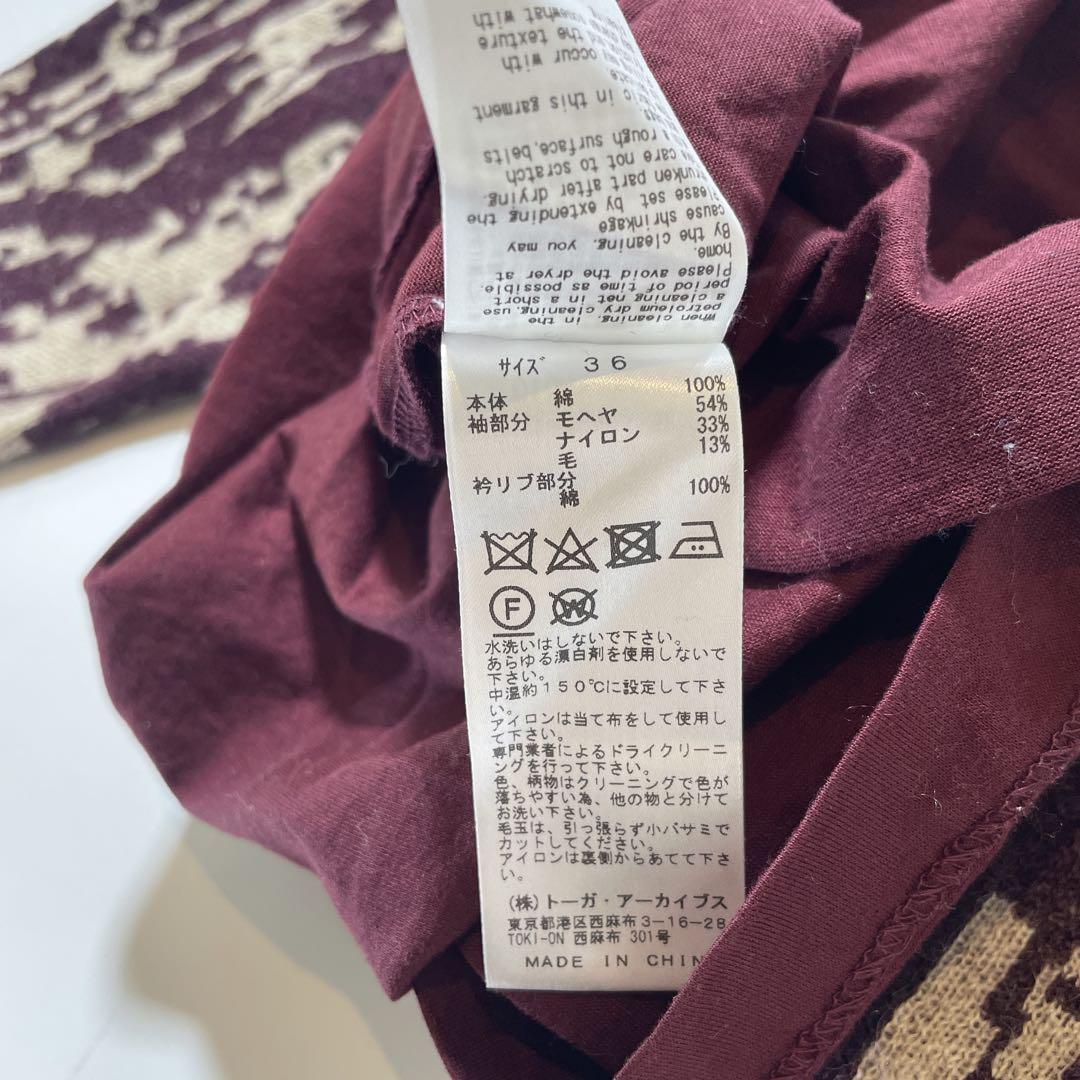 When cleaning, in the
petroleum dry cleaning,use
a cleaning net in a short
period of time as possible.
Please avoid the dryer at
home.
By the cleaning, you may
cause shrinkage
Please set by extending the
shrunken part after drying.
care not to scratch
a rough surface,belts
in this garment
occur with
the texture
somewhat with
サイズ 36
本体 綿 100%
袖部分 モヘヤ 54%
ナイロン 33%
毛 13%
衿リブ部分
綿 100%
F
W
水洗いはしないで下さい。
あらゆる漂白剤を使用しないで
下さい。
中温約150℃に設定して下さ
い。
アイロンは当て布をして使用し
て下さい。
専門業者によるドライクリーニ
ングを行って下さい。
色、柄物はクリーニングで色が
落ちやすい為、他の物と分けて
お洗い下さい。
毛玉は、引っ張らず小バサミで
カットしてください。
アイロンは裏側からあてて下さ
い。
(株)トーガ・アーカイブス
東京都港区西麻布3-16-28
TOKI-ON 西麻布 301号
MADE IN CHIN